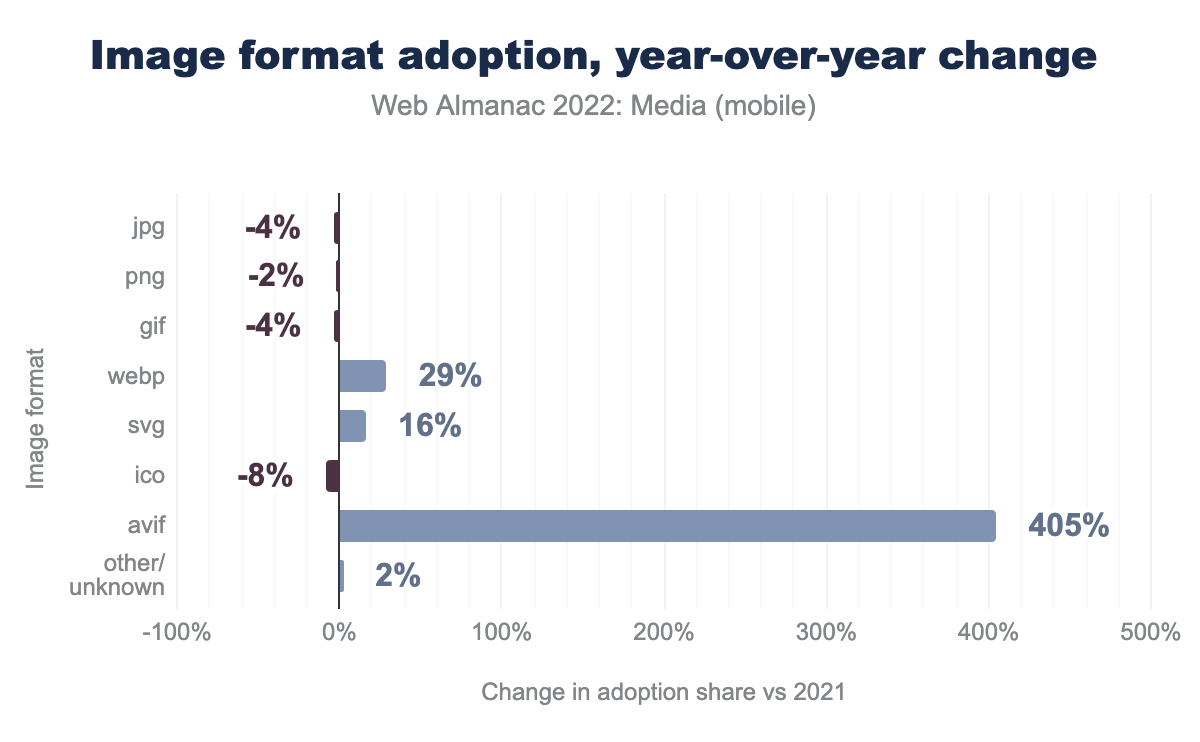 Image format adoption, year-over-year change
Web Almanac 2022: Media (mobile)
Image format
jpg -4%
png -2%
gif -4%
webp 29%
svg 16%
ico -8%
avif 405%
other/
unknown 2%
-100% 0% 100% 200% 300% 400% 500%
Change in adoption share vs 2021